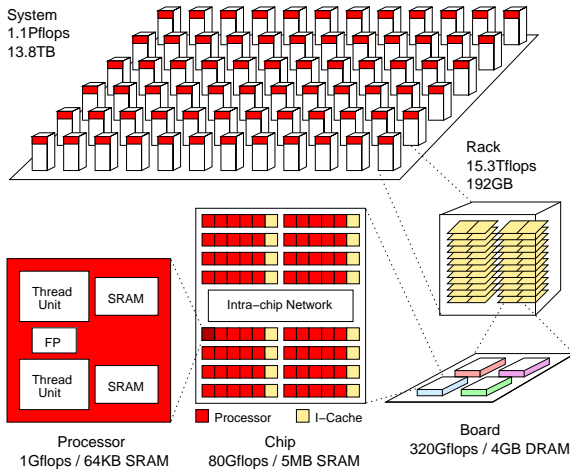 System
1.1Pflops
13.8TB
Rack
15.3Tflops
192GB
Thread
Unit
SRAM
FP
Thread
Unit
SRAM
Intra-chip Network
Processor
I-Cache
Processor
1Gflops / 64KB SRAM
Chip
80Gflops / 5MB SRAM
Board
320Gflops / 4GB DRAM